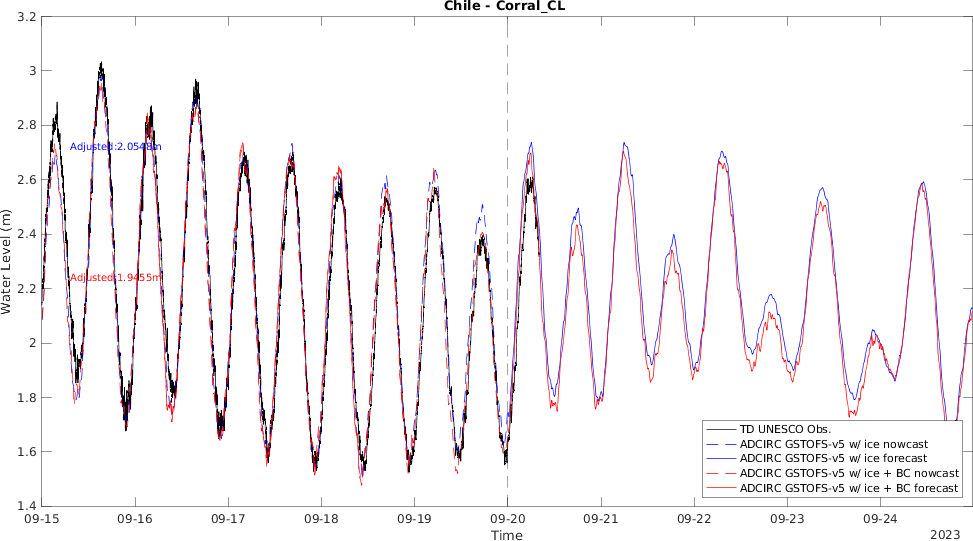 Chile - Corral_CL
3.2
3
2.8
2.6
2.4
2.2
2
1.8
1.6
1.4
Water Level (m)
Adjusted:2.0548m
Adjusted:1.9455m
TD UNESCO Obs.
ADCIRC GSTOFS-v5 w/ ice nowcast
ADCIRC GSTOFS-v5 w/ ice forecast
ADCIRC GSTOFS-v5 w/ ice + BC nowcast
ADCIRC GSTOFS-v5 w/ ice + BC forecast
09-15 09-16 09-17 09-18 09-19 09-20 09-21 09-22 09-23 09-24
Time
2023